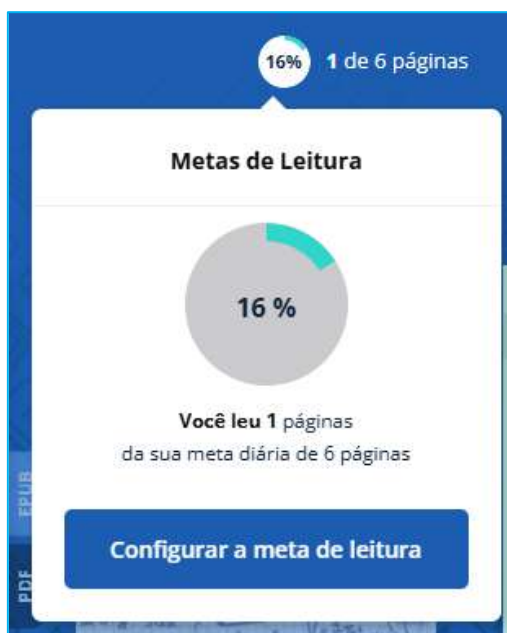 16% 1 de 6 páginas
Metas de Leitura
16 %
Você leu 1 páginas
da sua meta diária de 6 páginas
EPUB
Configurar a meta de leitura
PDF